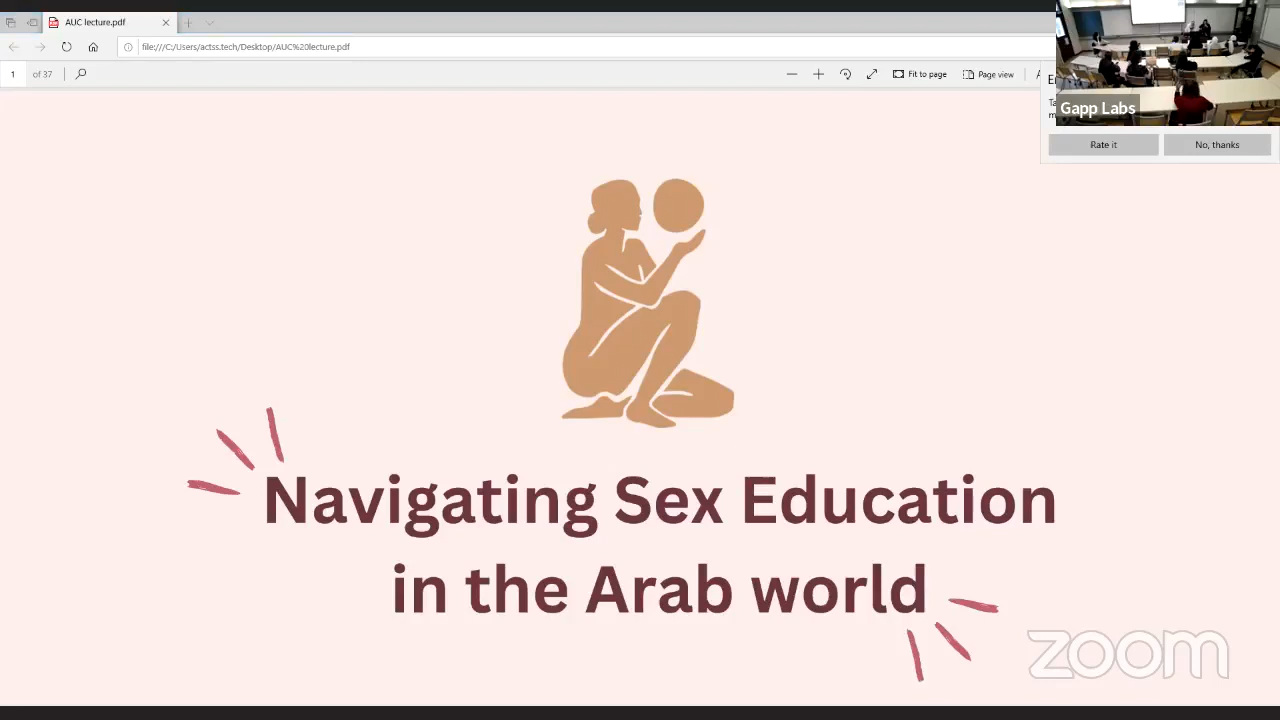 AUC lecture.pdf
file:///C:/Users/actss.tech/Desktop/AUC%20lecture.pdf
1 of 37
Fit to page
Page view
Gapp Labs
Rate it
No, thanks
Navigating Sex Education
in the Arab world
zoom